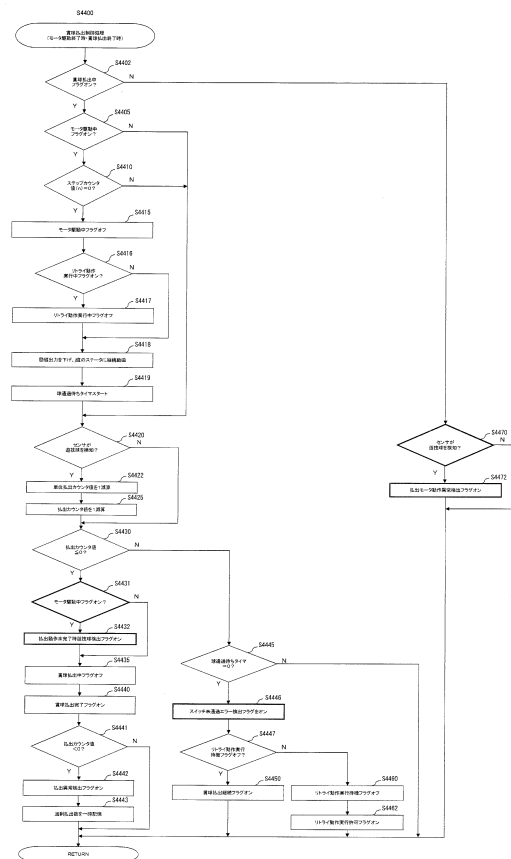 S4400
賞球払出制御処理
(モータ駆動終了時・賞球払出終了時)
S4402
賞球払出中
フラグオン?
N
Y
S4405
モータ駆動中
フラグオン?
N
Y
S4410
ステップカウンタ
値(n)=0?
N
Y
S4415
モータ駆動中フラグオフ
S4416
リトライ動作
実行中フラグオン?
N
Y
S4417
リトライ動作実行中フラグオフ
S4418
S4419
球通過待ちタイマスタート
S4420
センサが
遊技球を検知?
N
Y
S4422
単位払出カウンタ値を1減算
S4425
払出カウンタ値を1減算
S4430
払出カウンタ値
≦0?
N
Y
S4431
モータ駆動中フラグオン?
N
Y
S4432
払出動作未完了時遊技球検出フラグオン
S4435
賞球払出中フラグオフ
S4440
賞球払出完了フラグオン
S4441
払出カウンタ値
<0?
N
Y
S4442
払出異常検出フラグオン
S4443
過剰払出数を一時記憶
RETURN
S4445
球通過待ちタイマ
=0?
N
Y
S4446
スイッチ未通過エラー検出フラグをオン
S4447
リトライ動作実行
待機フラグオフ?
N
Y
S4450
賞球払出継続フラグオン
S4460
リトライ動作実行待機フラグオフ
S4462
リトライ動作実行許可フラグオン
S4470
センサが
遊技球を検知?
N
Y
S4472
払出モータ動作異常検出フラグオン